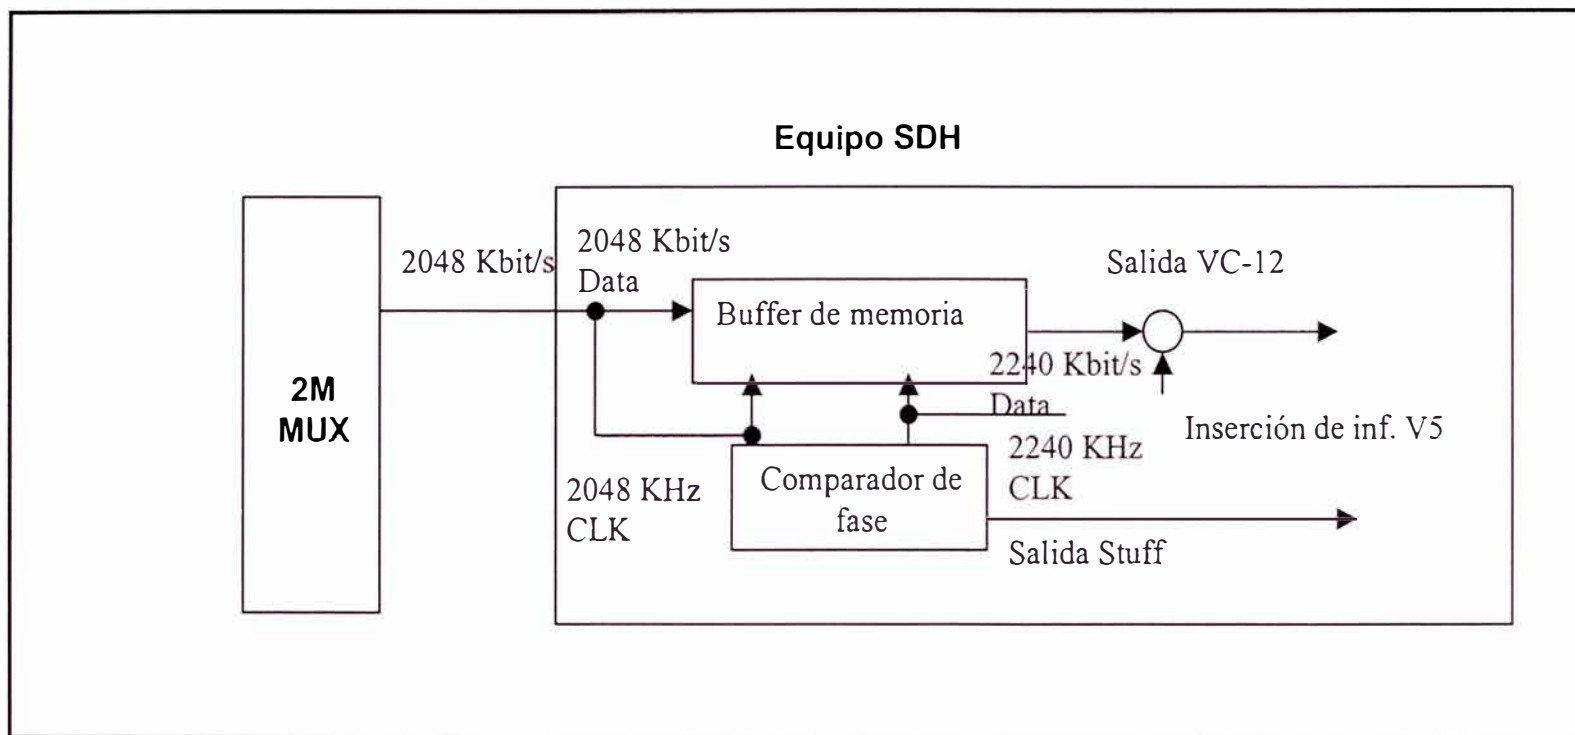 Equipo SDH
2M
MUX
2048 Kbit/s
2048 Kbit/s
Data
Buffer de memoria
Salida VC-12
2240 Kbit/s
Data
Inserción de inf. V5
2048 KHz
CLK
Comparador de
fase
2240 KHz
CLK
Salida Stuff